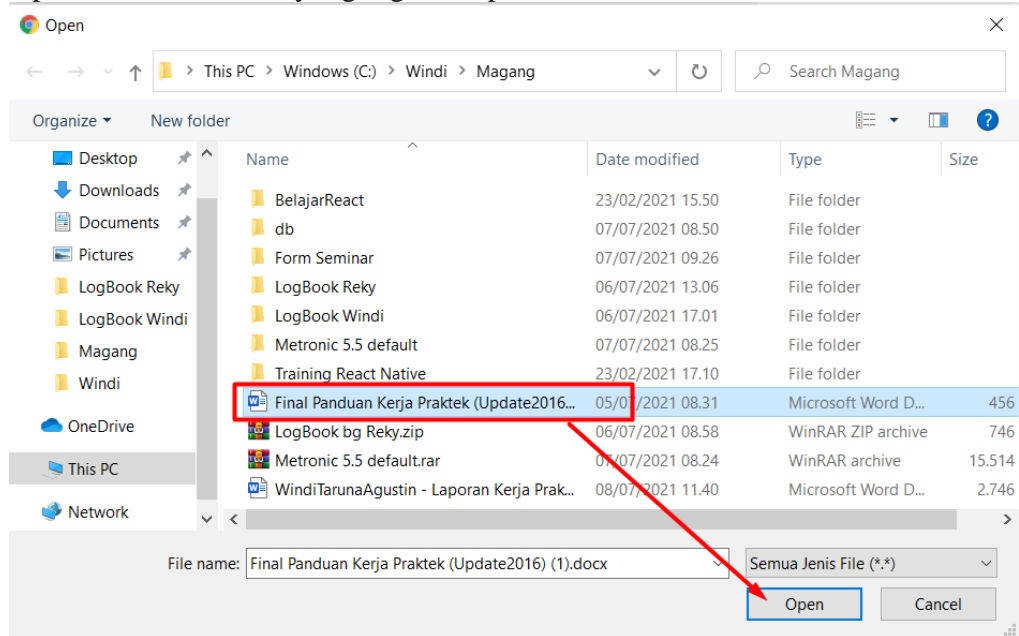 Open
This PC > Windows (C:) > Windi > Magang
Search Magang
Organize
New folder
Name Date modified Type Size
Desktop
Downloads
Documents
Pictures
LogBook Reky
LogBook Windi
Magang
Windi
OneDrive
This PC
Network
BelajarReact 23/02/2021 15.50 File folder
db 07/07/2021 08.50 File folder
Form Seminar 07/07/2021 09.26 File folder
LogBook Reky 06/07/2021 13.06 File folder
LogBook Windi 06/07/2021 17.01 File folder
Metronic 5.5 default 07/07/2021 08.25 File folder
Training React Native 23/02/2021 17.10 File folder
Final Panduan Kerja Praktek (Update2016... 05/07/2021 08.31 Microsoft Word D... 456
LogBook bg Reky.zip 06/07/2021 08.58 WinRAR ZIP archive 746
Metronic 5.5 default.rar 07/07/2021 08.24 WinRAR archive 15.514
WindiTarunaAgustin - Laporan Kerja Prak... 08/07/2021 11.40 Microsoft Word D... 2.746
File name: Final Panduan Kerja Praktek (Update2016) (1).docx
Semua Jenis File (*.*)
Open Cancel